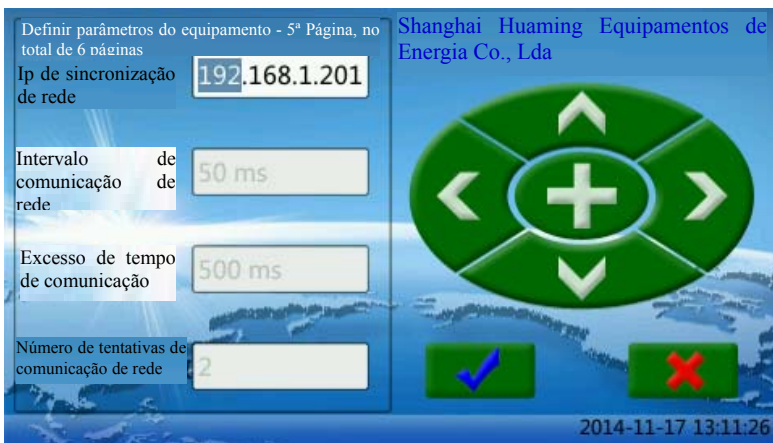 Definir parâmetros do equipamento - 5ª Página, no
total de 6 páginas
Ip de sincronização
de rede
192.168.1.201
Intervalo de
comunicação de
rede
50 ms
Excesso de tempo
de comunicação
500 ms
Número de tentativas de
comunicação de rede
2
Shanghai Huaming Equipamentos de
Energia Co., Lda
2014-11-17 13:11:26